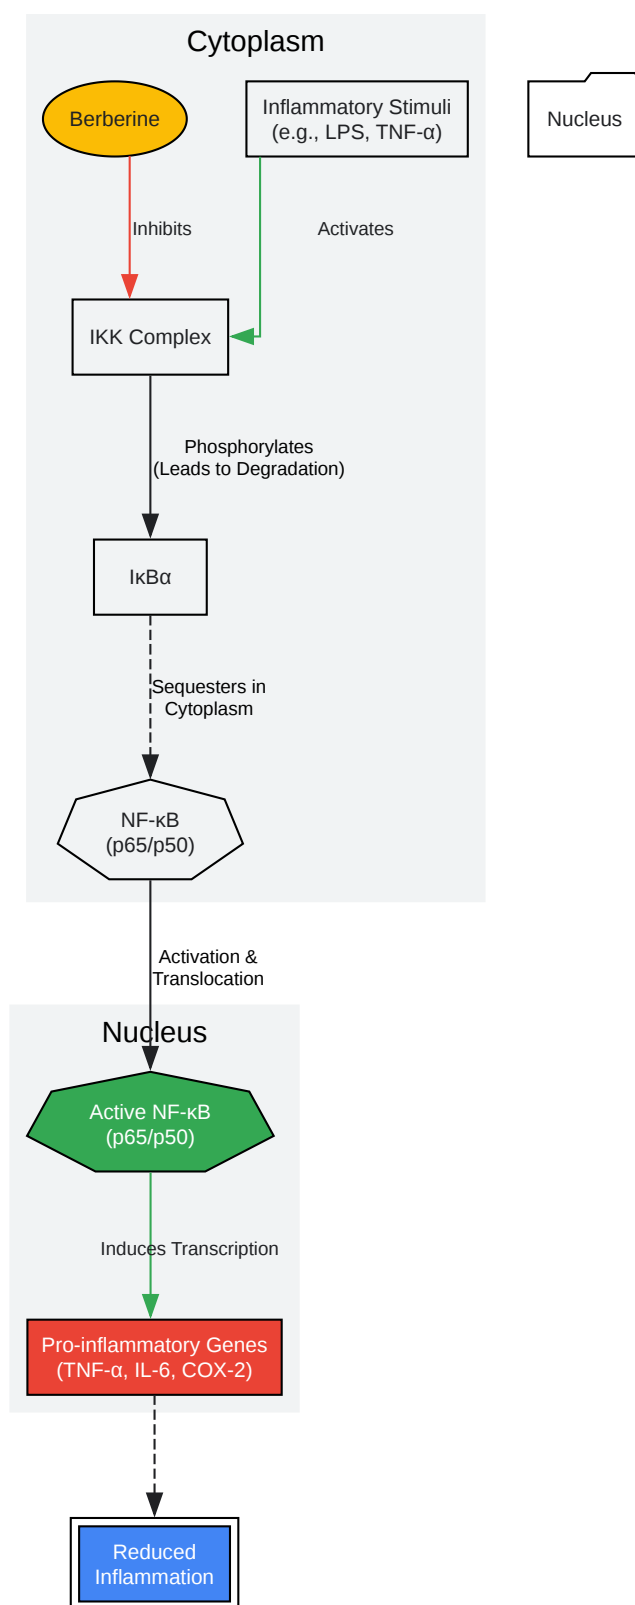 Cytoplasm
Berberine
Inflammatory Stimuli
(e.g., LPS, TNF-α)
Nucleus
Inhibits
Activates
IKK Complex
Phosphorylates
(Leads to Degradation)
IκBα
Sequesters in
Cytoplasm
NF-κB
(p65/p50)
Activation &
Translocation
Nucleus
Active NF-κB
(p65/p50)
Induces Transcription
Pro-inflammatory Genes
(TNF-α, IL-6, COX-2)
Reduced
Inflammation